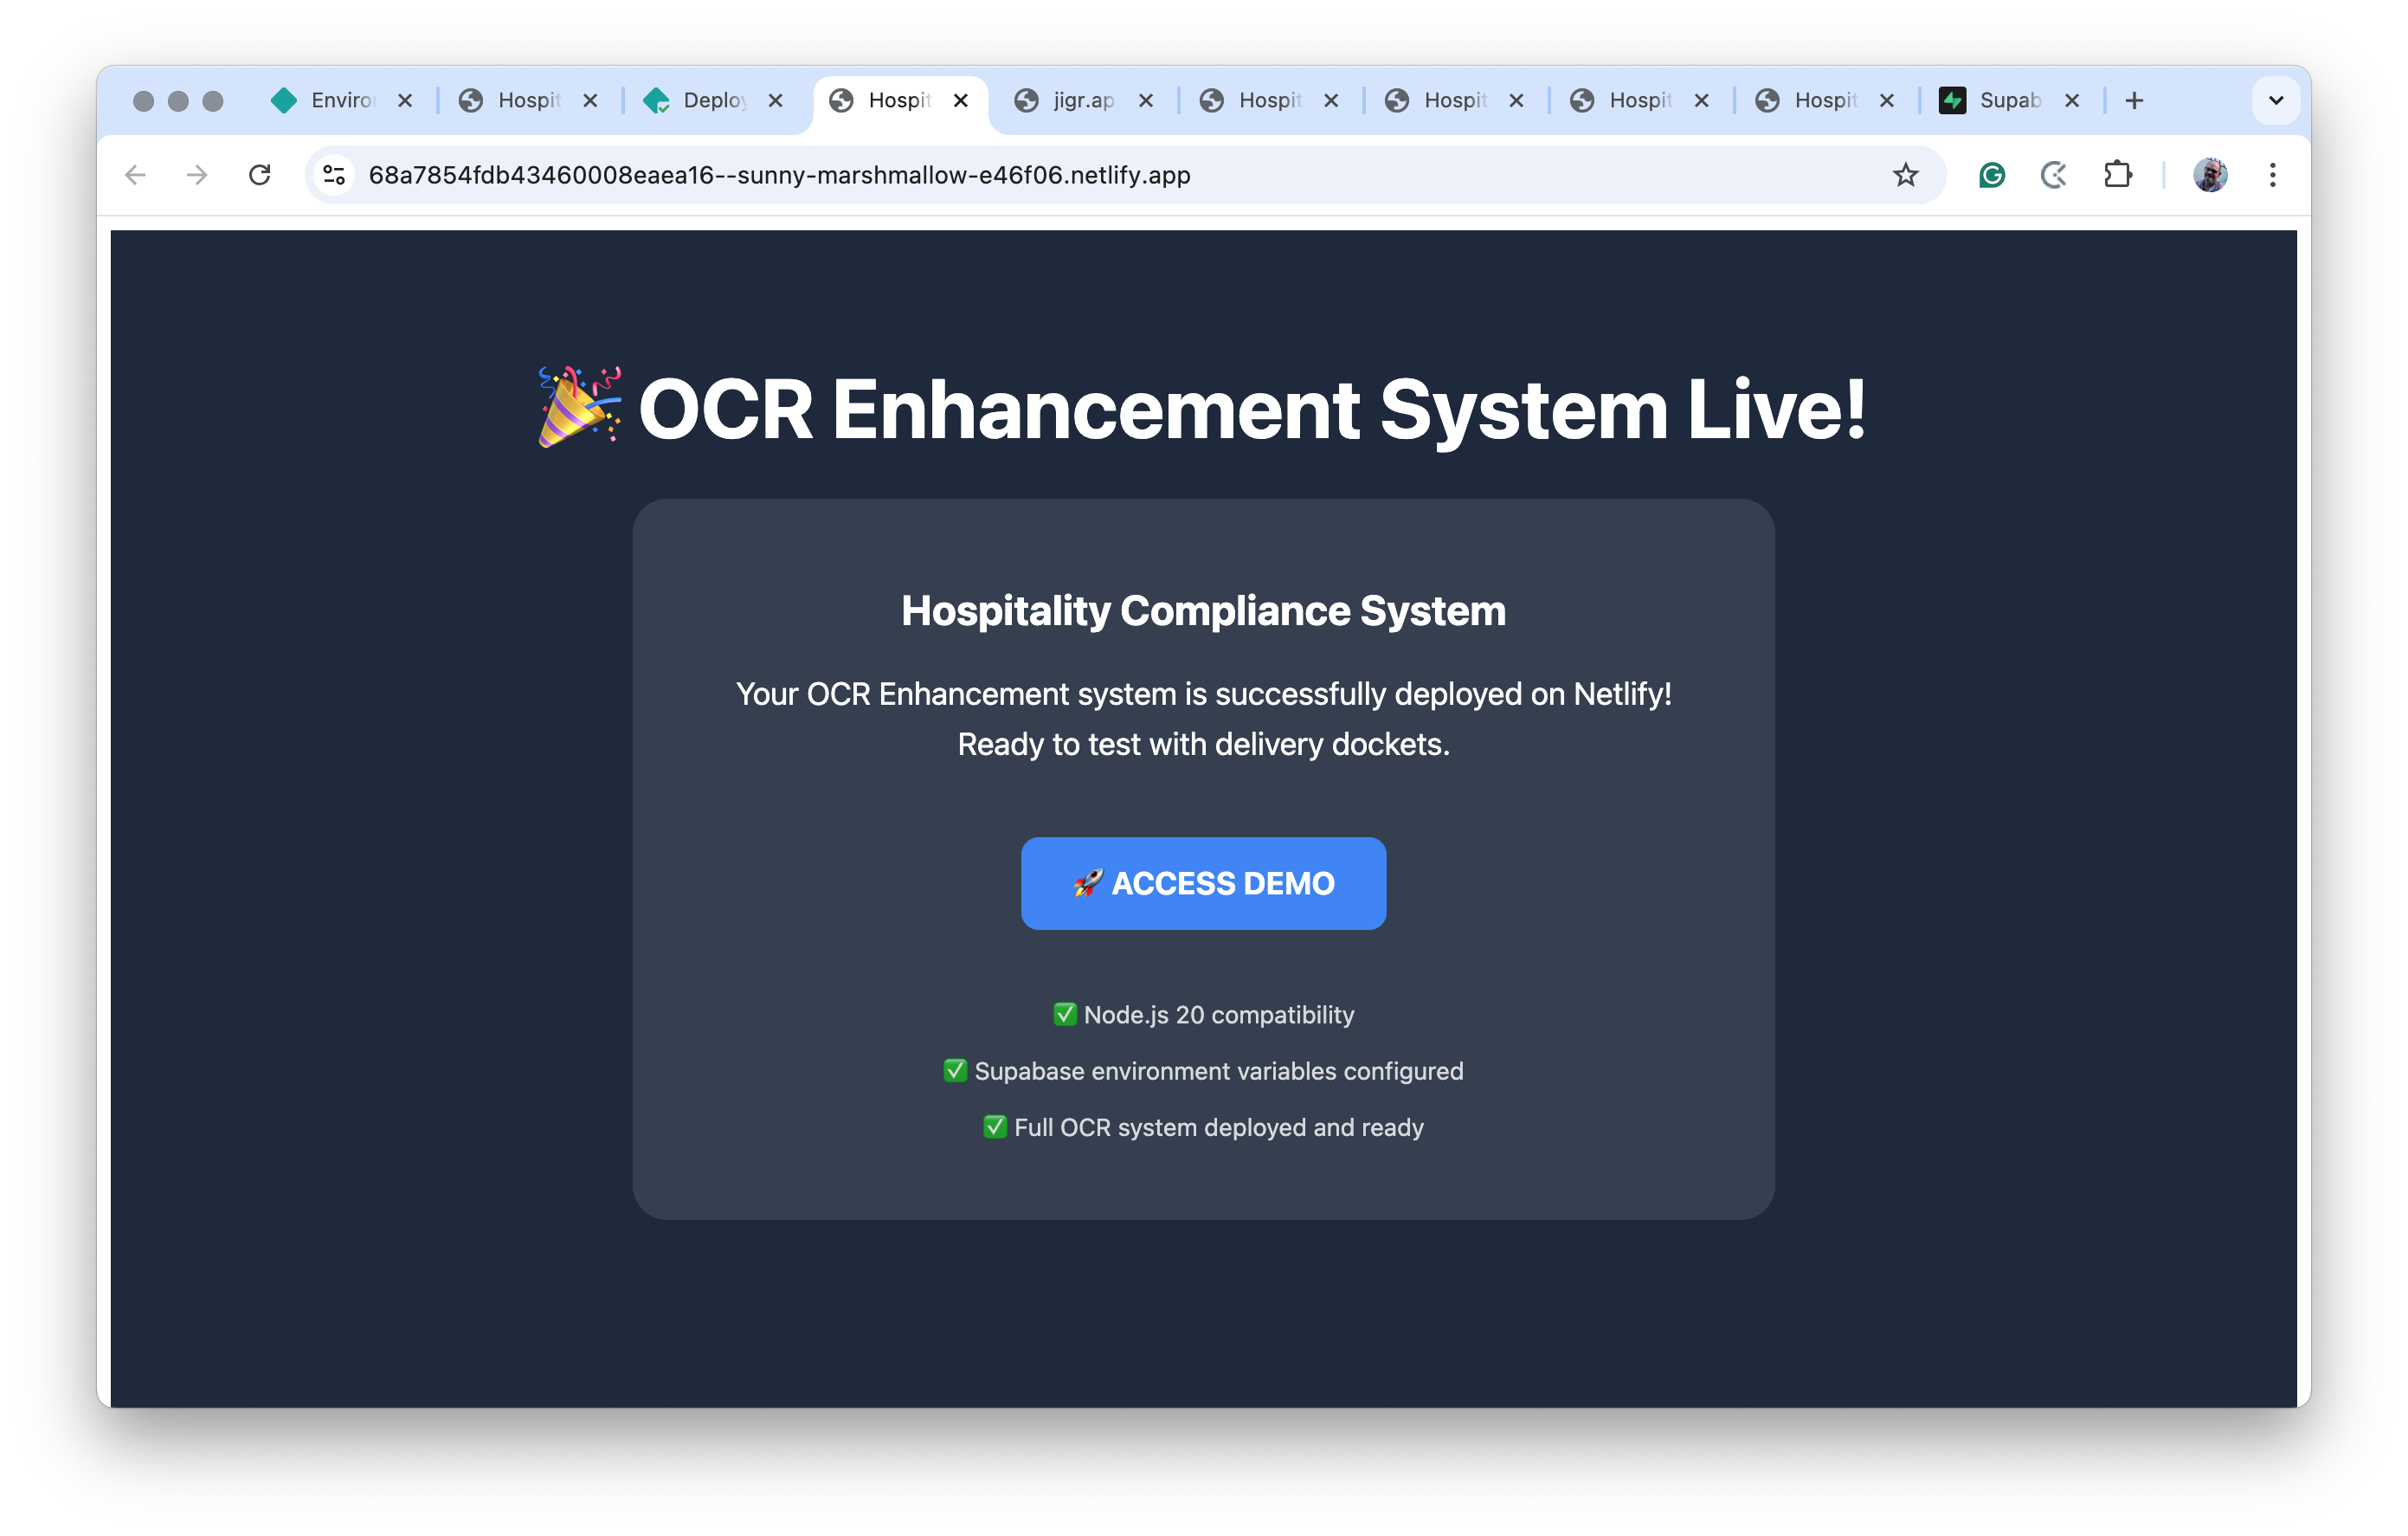 Enviro
Hospit
Deploy
Hospit
jigr.ap
Hospit
Hospit
Hospit
Hospit
Supab
68a7854fdb43460008eaea16--sunny-marshmallow-e46f06.netlify.app
🎉 OCR Enhancement System Live!
Hospitality Compliance System
Your OCR Enhancement system is successfully deployed on Netlify!
Ready to test with delivery dockets.
🚀 ACCESS DEMO
✅ Node.js 20 compatibility
✅ Supabase environment variables configured
✅ Full OCR system deployed and ready